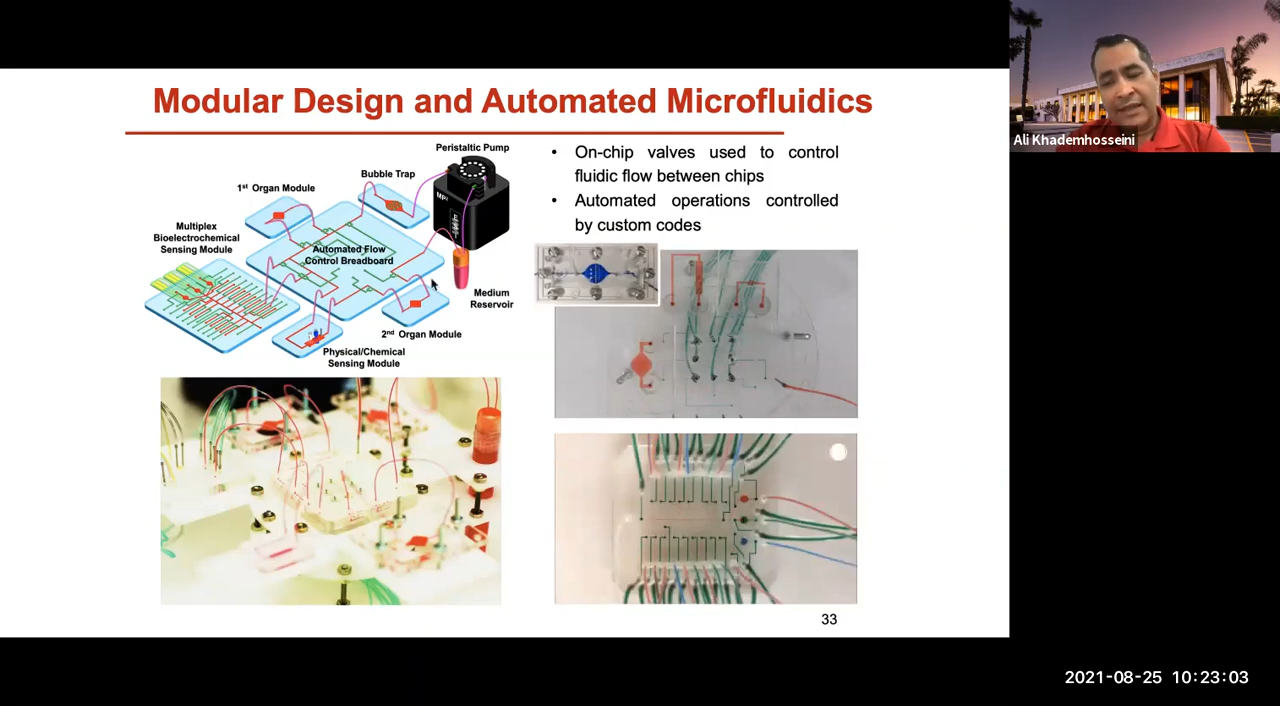 Modular Design and Automated Microfluidics
Peristaltic Pump
Bubble Trap
1st Organ Module
Multiplex
Bioelectrochemical
Sensing Module
Automated Flow
Control Breadboard
Medium
Reservoir
2nd Organ Module
Physical/Chemical
Sensing Module
• On-chip valves used to control
fluidic flow between chips
• Automated operations controlled
by custom codes
33
Ali Khademhosseini
2021-08-25 10:23:03